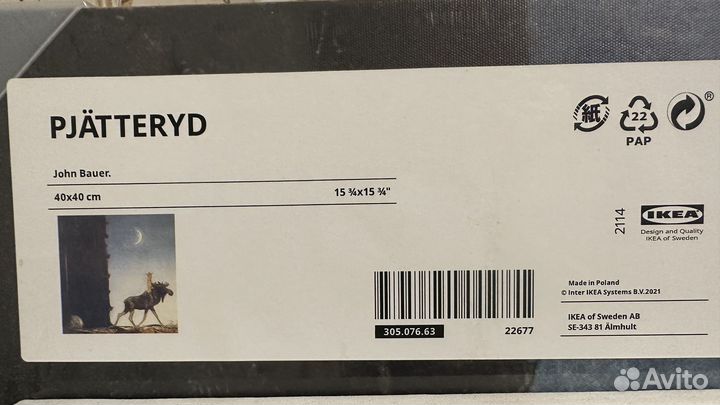 PJÄTTERYD
John Bauer.
40x40 cm
15 ¾x15 ¾"
紙
22
PAP
®
2114
IKEA
Design and Quality
IKEA of Sweden
Made in Poland
© Inter IKEA Systems B.V.2021
IKEA of Sweden AB
SE-343 81 Älmhult
305.076.63
22677
Avito